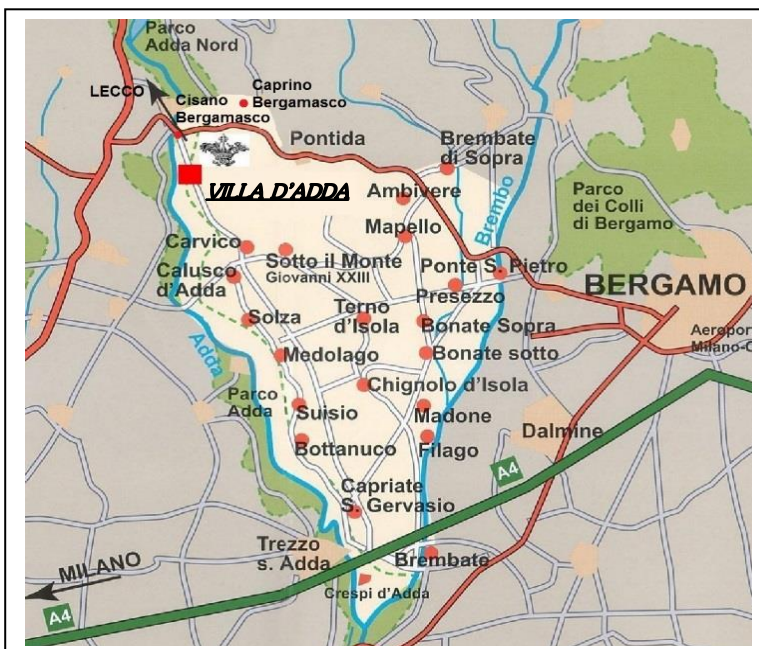 Parco
Adda Nord
LECCO
Caprino
Bergamasco
Cisano
Bergamasco
Pontida
Brembate
di Sopra
VILLA D'ADDA
Ambivere
Parco
dei Colli
di Bergamo
Brembo
Mapello
Carvico
Sotto il Monte
Giovanni XXIII
Ponte S. Pietro
Calusco
d'Adda
Presezzo
BERGAMO
Terno
d'Isola
Solza
Bonate Sopra
Aeropor
Milano-O
Adda
Medolago
Bonate sotto
Parco
Adda
Chignolo d'Isola
Suisio
Madone
Dalmine
Bottanuco
Filago
A4
Capriate
S. Gervasio
Trezzo
s. Adda
Brembate
MILANO
Crespi d'Adda
A4